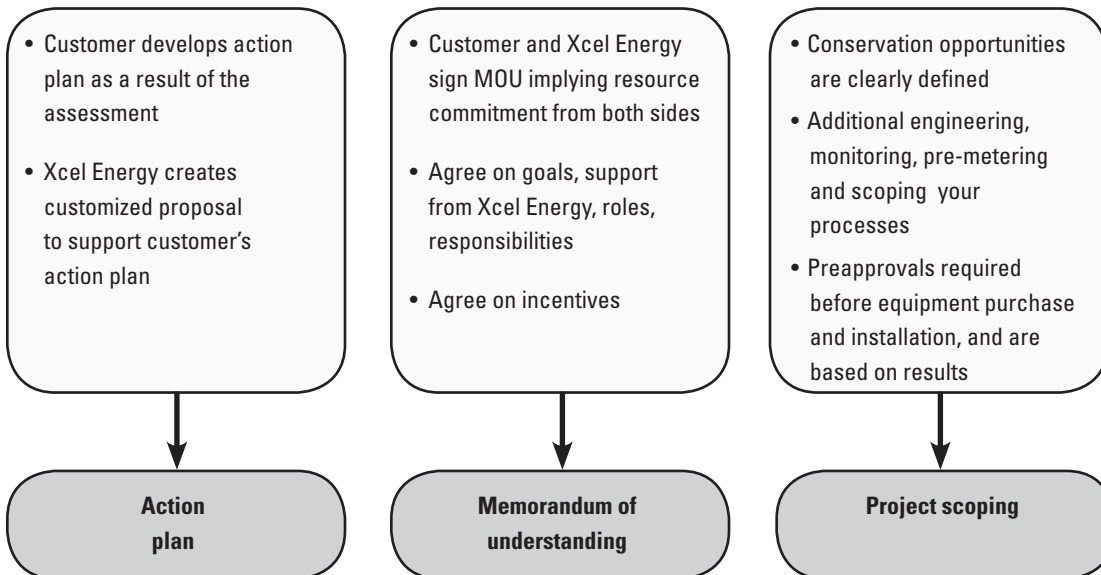 • Customer develops action
plan as a result of the
assessment
• Xcel Energy creates
customized proposal
to support customer's
action plan
• Customer and Xcel Energy
sign MOU implying resource
commitment from both sides
• Agree on goals, support
from Xcel Energy, roles,
responsibilities
• Agree on incentives
• Conservation opportunities
are clearly defined
• Additional engineering,
monitoring, pre-metering
and scoping your
processes
• Preapprovals required
before equipment purchase
and installation, and are
based on results
Action
plan
Memorandum of
understanding
Project scoping